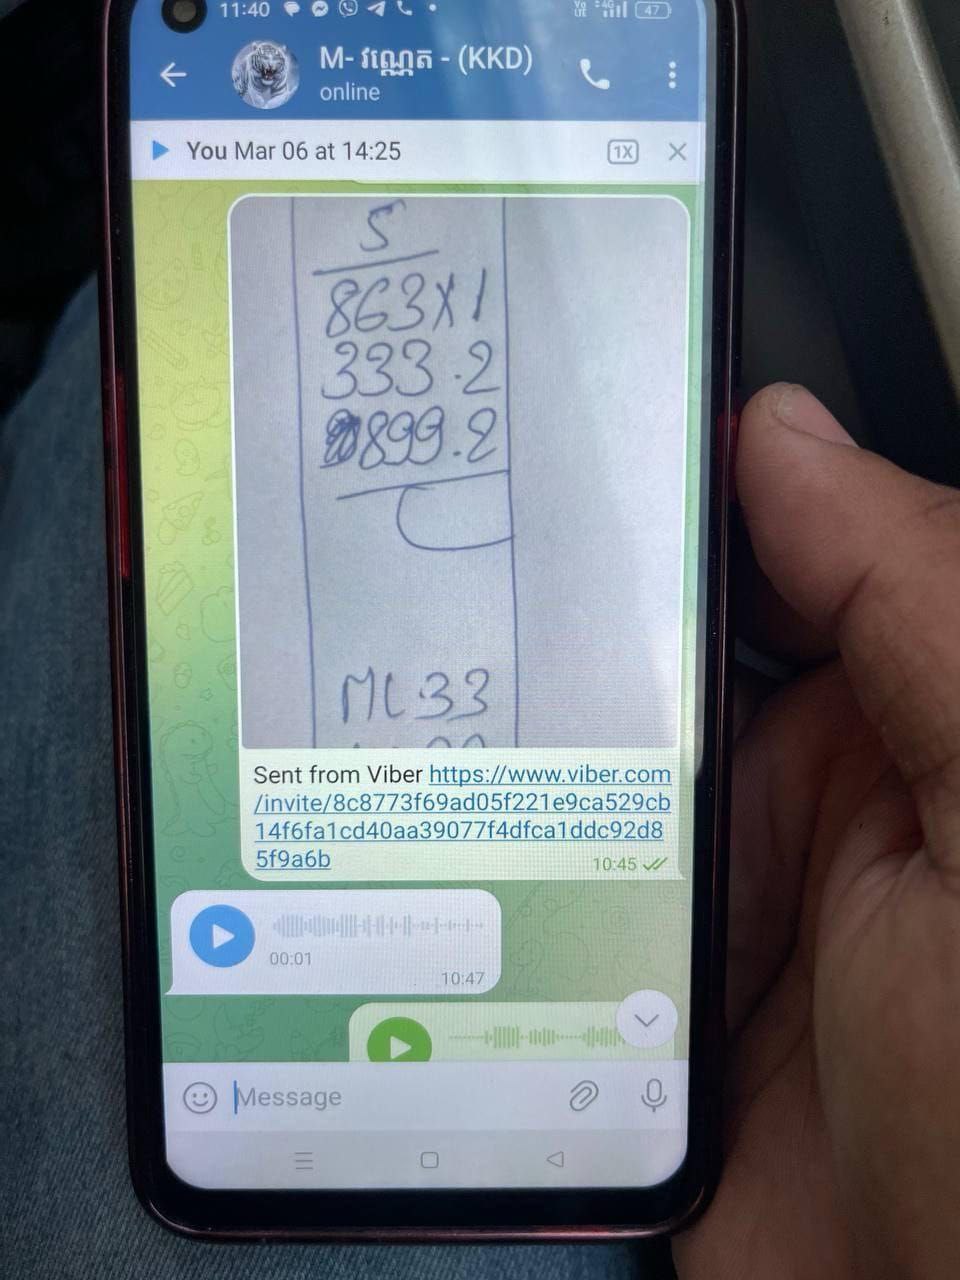 11:40
47
M- វណ្ណេត - (KKD)
online
You Mar 06 at 14:25
1X
S
863X1
333.2
899.2
ML33
Sent from Viber https://www.viber.com
/invite/8c8773f69ad05f221e9ca529cb
14f6fa1cd40aa39077f4dfca1ddc92d8
5f9a6b
10:45
00:01
10:47
Message